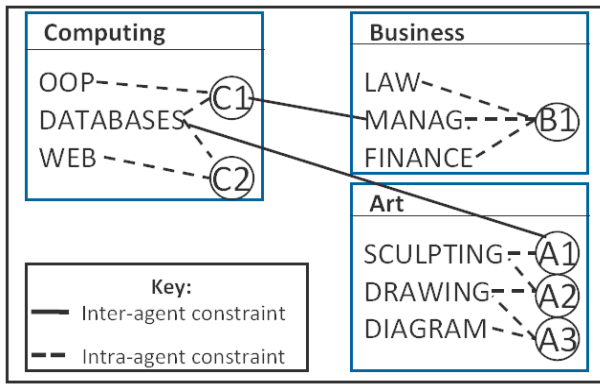 Computing
OOP
C1
DATABASES
WEB
C2
Business
LAW
MANAG.
B1
FINANCE
Art
SCULPTING
A1
DRAWING
A2
DIAGRAM
A3
Key:
Inter-agent constraint
Intra-agent constraint